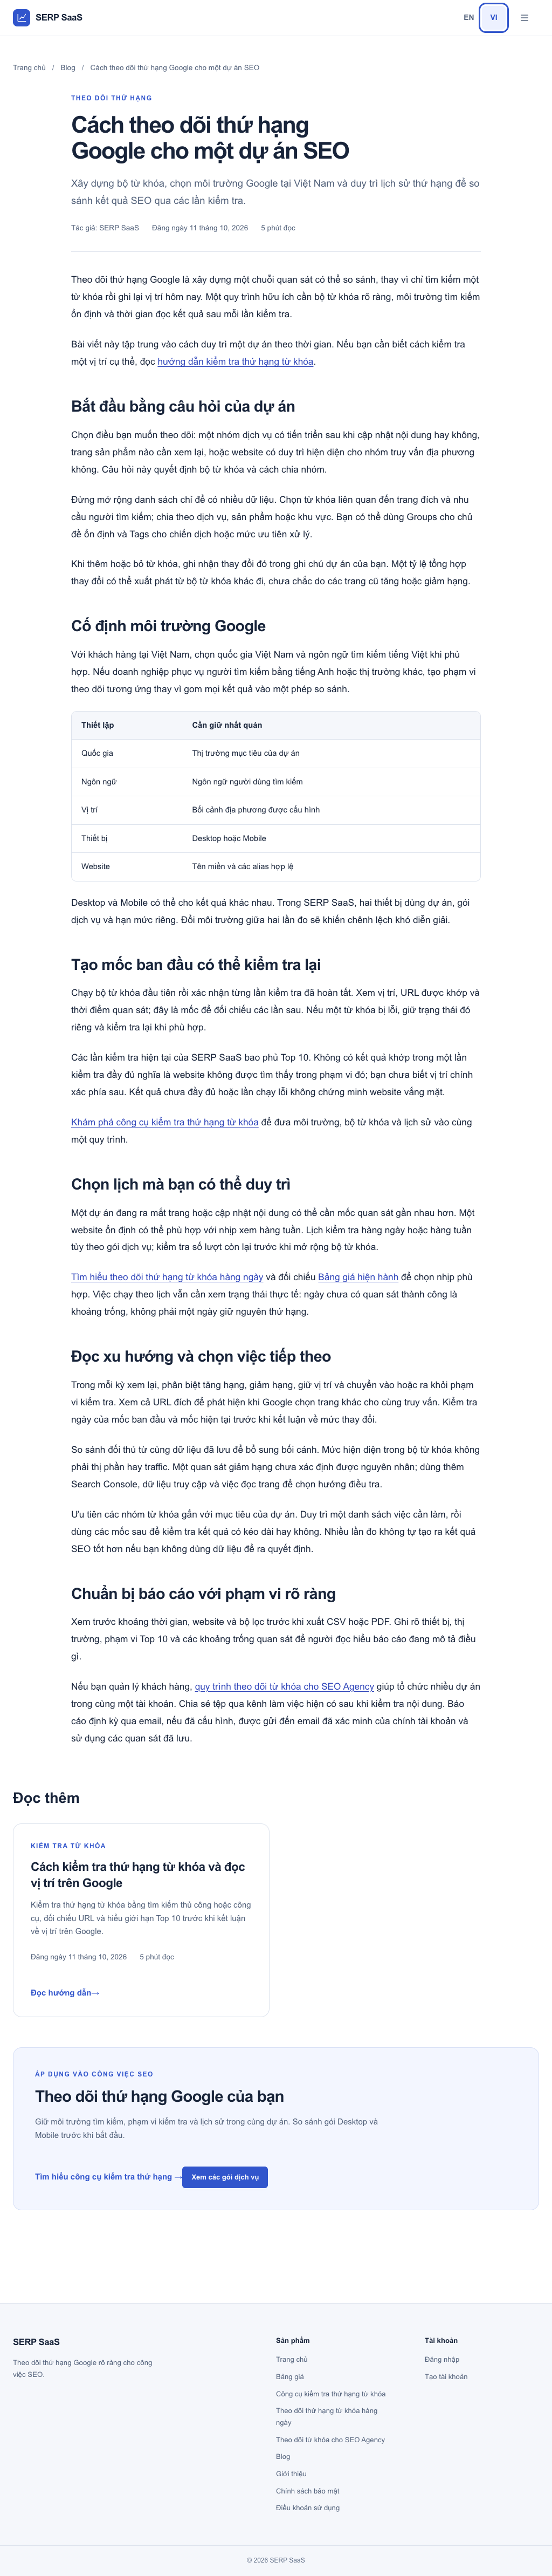 SERP SaaS
EN VI
Trang chủ / Blog / Cách theo dõi thứ hạng Google cho một dự án SEO
THEO DÕI THỨ HẠNG
Cách theo dõi thứ hạng
Google cho một dự án SEO
Xây dựng bộ từ khóa, chọn môi trường Google tại Việt Nam và duy trì lịch sử thứ hạng để so
sánh kết quả SEO qua các lần kiểm tra.
Tác giả: SERP SaaS Đăng ngày 11 tháng 10, 2026 5 phút đọc
Theo dõi thứ hạng Google là xây dựng một chuỗi quan sát có thể so sánh, thay vì chỉ tìm kiếm một
từ khóa rồi ghi lại vị trí hôm nay. Một quy trình hữu ích cần bộ từ khóa rõ ràng, môi trường tìm kiếm
ổn định và thời gian đọc kết quả sau mỗi lần kiểm tra.
Bài viết này tập trung vào cách duy trì một dự án theo thời gian. Nếu bạn cần biết cách kiểm tra
một vị trí cụ thể, đọc hướng dẫn kiểm tra thứ hạng từ khóa.
Bắt đầu bằng câu hỏi của dự án
Chọn điều bạn muốn theo dõi: một nhóm dịch vụ có tiến triển sau khi cập nhật nội dung hay không,
trang sản phẩm nào cần xem lại, hoặc website có duy trì hiện diện cho nhóm truy vấn địa phương
không. Câu hỏi này quyết định bộ từ khóa và cách chia nhóm.
Đừng mở rộng danh sách chỉ để có nhiều dữ liệu. Chọn từ khóa liên quan đến trang đích và nhu
cầu người tìm kiếm; chia theo dịch vụ, sản phẩm hoặc khu vực. Bạn có thể dùng Groups cho chủ
đề ổn định và Tags cho chiến dịch hoặc mức ưu tiên xử lý.
Khi thêm hoặc bỏ từ khóa, ghi nhận thay đổi đó trong ghi chú dự án của bạn. Một tỷ lệ tổng hợp
thay đổi có thể xuất phát từ bộ từ khóa khác đi, chưa chắc do các trang cũ tăng hoặc giảm hạng.
Cố định môi trường Google
Với khách hàng tại Việt Nam, chọn quốc gia Việt Nam và ngôn ngữ tìm kiếm tiếng Việt khi phù
hợp. Nếu doanh nghiệp phục vụ người tìm kiếm bằng tiếng Anh hoặc thị trường khác, tạo phạm vi
theo dõi tương ứng thay vì gom mọi kết quả vào một phép so sánh.
Thiết lập Cần giữ nhất quán
Quốc gia Thị trường mục tiêu của dự án
Ngôn ngữ Ngôn ngữ người dùng tìm kiếm
Vị trí Bối cảnh địa phương được cấu hình
Thiết bị Desktop hoặc Mobile
Website Tên miền và các alias hợp lệ
Desktop và Mobile có thể cho kết quả khác nhau. Trong SERP SaaS, hai thiết bị dùng dự án, gói
dịch vụ và hạn mức riêng. Đổi môi trường giữa hai lần đo sẽ khiến chênh lệch khó diễn giải.
Tạo mốc ban đầu có thể kiểm tra lại
Chạy bộ từ khóa đầu tiên rồi xác nhận từng lần kiểm tra đã hoàn tất. Xem vị trí, URL được khớp và
thời điểm quan sát; đây là mốc để đối chiếu các lần sau. Nếu một từ khóa bị lỗi, giữ trạng thái đó
riêng và kiểm tra lại khi phù hợp.
Các lần kiểm tra hiện tại của SERP SaaS bao phủ Top 10. Không có kết quả khớp trong một lần
kiểm tra đầy đủ nghĩa là website không được tìm thấy trong phạm vi đó; bạn chưa biết vị trí chính
xác phía sau. Kết quả chưa đầy đủ hoặc lần chạy lỗi không chứng minh website vắng mặt.
Khám phá công cụ kiểm tra thứ hạng từ khóa để đưa môi trường, bộ từ khóa và lịch sử vào cùng
một quy trình.
Chọn lịch mà bạn có thể duy trì
Một dự án đang ra mắt trang hoặc cập nhật nội dung có thể cần mốc quan sát gần nhau hơn. Một
website ổn định có thể phù hợp với nhịp xem hàng tuần. Lịch kiểm tra hàng ngày hoặc hàng tuần
tùy theo gói dịch vụ; kiểm tra số lượt còn lại trước khi mở rộng bộ từ khóa.
Tìm hiểu theo dõi thứ hạng từ khóa hàng ngày và đối chiếu Bảng giá hiện hành để chọn nhịp phù
hợp. Việc chạy theo lịch vẫn cần xem trạng thái thực tế: ngày chưa có quan sát thành công là
khoảng trống, không phải một ngày giữ nguyên thứ hạng.
Đọc xu hướng và chọn việc tiếp theo
Trong mỗi kỳ xem lại, phân biệt tăng hạng, giảm hạng, giữ vị trí và chuyển vào hoặc ra khỏi phạm
vi kiểm tra. Xem cả URL đích để phát hiện khi Google chọn trang khác cho cùng truy vấn. Kiểm tra
ngày của mốc ban đầu và mốc hiện tại trước khi kết luận về mức thay đổi.
So sánh đối thủ từ cùng dữ liệu đã lưu để bổ sung bối cảnh. Mức hiện diện trong bộ từ khóa không
phải thị phần hay traffic. Một quan sát giảm hạng chưa xác định được nguyên nhân; dùng thêm
Search Console, dữ liệu truy cập và việc đọc trang để chọn hướng điều tra.
Ưu tiên các nhóm từ khóa gắn với mục tiêu của dự án. Duy trì một danh sách việc cần làm, rồi
dùng các mốc sau để kiểm tra kết quả có kéo dài hay không. Nhiều lần đo không tự tạo ra kết quả
SEO tốt hơn nếu bạn không dùng dữ liệu để ra quyết định.
Chuẩn bị báo cáo với phạm vi rõ ràng
Xem trước khoảng thời gian, website và bộ lọc trước khi xuất CSV hoặc PDF. Ghi rõ thiết bị, thị
trường, phạm vi Top 10 và các khoảng trống quan sát để người đọc hiểu báo cáo đang mô tả điều
gì.
Nếu bạn quản lý khách hàng, quy trình theo dõi từ khóa cho SEO Agency giúp tổ chức nhiều dự án
trong cùng một tài khoản. Chia sẻ tệp qua kênh làm việc hiện có sau khi kiểm tra nội dung. Báo
cáo định kỳ qua email, nếu đã cấu hình, được gửi đến email đã xác minh của chính tài khoản và
sử dụng các quan sát đã lưu.
Đọc thêm
KIỂM TRA TỪ KHÓA
Cách kiểm tra thứ hạng từ khóa và đọc
vị trí trên Google
Kiểm tra thứ hạng từ khóa bằng tìm kiếm thủ công hoặc công
cụ, đối chiếu URL và hiểu giới hạn Top 10 trước khi kết luận
về vị trí trên Google.
Đăng ngày 11 tháng 10, 2026 5 phút đọc
Đọc hướng dẫn→
ÁP DỤNG VÀO CÔNG VIỆC SEO
Theo dõi thứ hạng Google của bạn
Giữ môi trường tìm kiếm, phạm vi kiểm tra và lịch sử trong cùng dự án. So sánh gói Desktop và
Mobile trước khi bắt đầu.
Tìm hiểu công cụ kiểm tra thứ hạng → Xem các gói dịch vụ
SERP SaaS
Theo dõi thứ hạng Google rõ ràng cho công
việc SEO.
Sản phẩm
Trang chủ
Bảng giá
Công cụ kiểm tra thứ hạng từ khóa
Theo dõi thứ hạng từ khóa hàng
ngày
Theo dõi từ khóa cho SEO Agency
Blog
Giới thiệu
Chính sách bảo mật
Điều khoản sử dụng
Tài khoản
Đăng nhập
Tạo tài khoản
© 2026 SERP SaaS